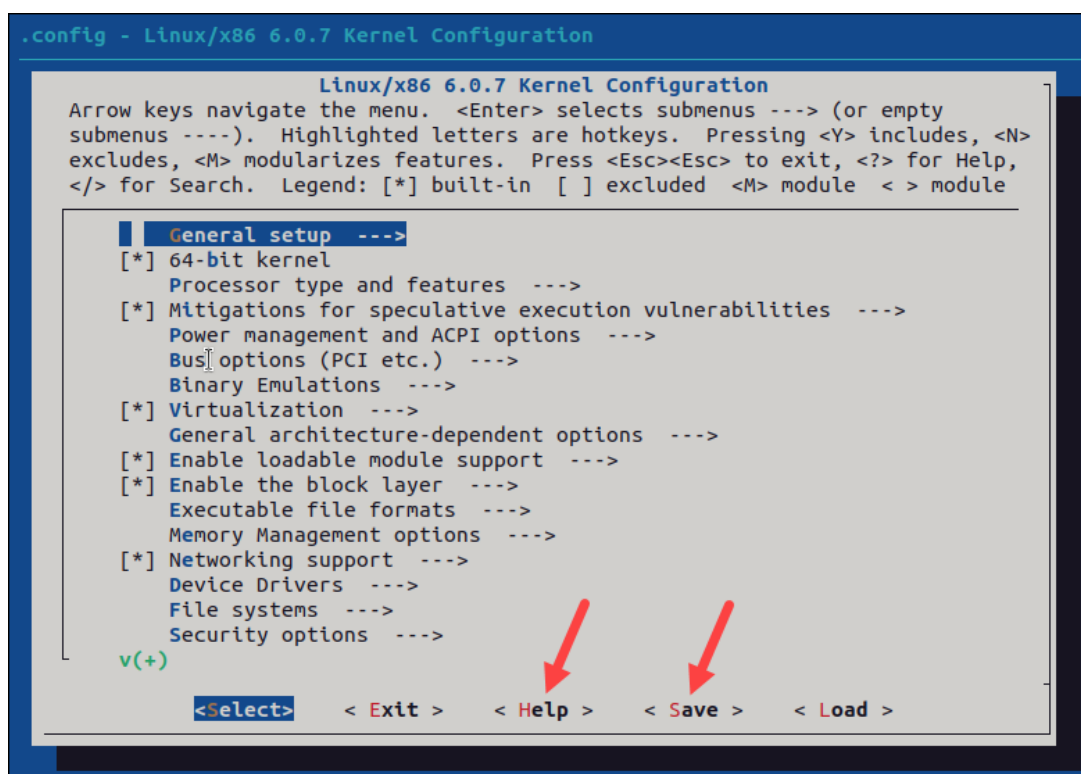 .config - Linux/x86 6.0.7 Kernel Configuration
Linux/x86 6.0.7 Kernel Configuration
Arrow keys navigate the menu.  <Enter> selects submenus ---> (or empty
submenus ----).  Highlighted letters are hotkeys.  Pressing <Y> includes, <N>
excludes, <M> modularizes features.  Press <Esc><Esc> to exit, <?> for Help,
</> for Search.  Legend: [*] built-in  [ ] excluded  <M> module  < > module
General setup  --->
[*] 64-bit kernel
Processor type and features  --->
[*] Mitigations for speculative execution vulnerabilities  --->
Power management and ACPI options  --->
Bus options (PCI etc.)  --->
Binary Emulations  --->
[*] Virtualization  --->
General architecture-dependent options  --->
[*] Enable loadable module support  --->
[*] Enable the block layer  --->
Executable file formats  --->
Memory Management options  --->
[*] Networking support  --->
Device Drivers  --->
File systems  --->
Security options  --->
v(+)
<Select>    < Exit >    < Help >    < Save >    < Load >